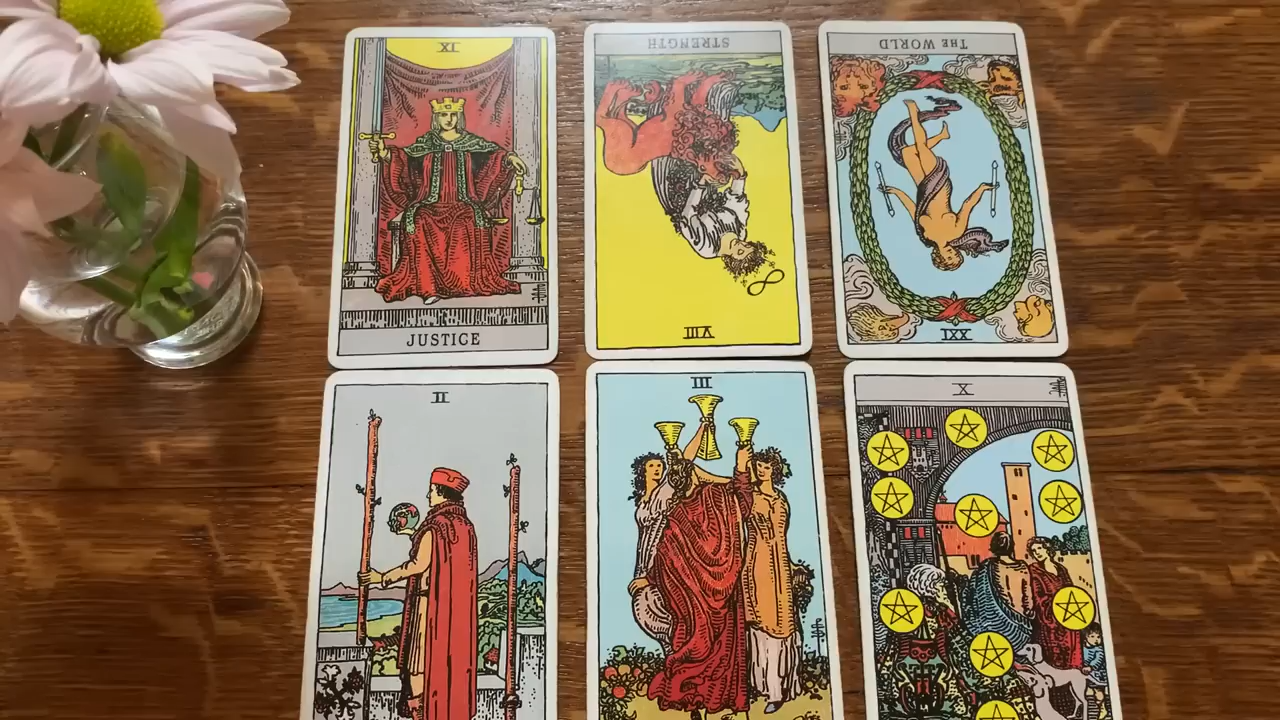 XI
JUSTICE
STRENGTH
VIII
THE WORLD
XXI
II
III
X